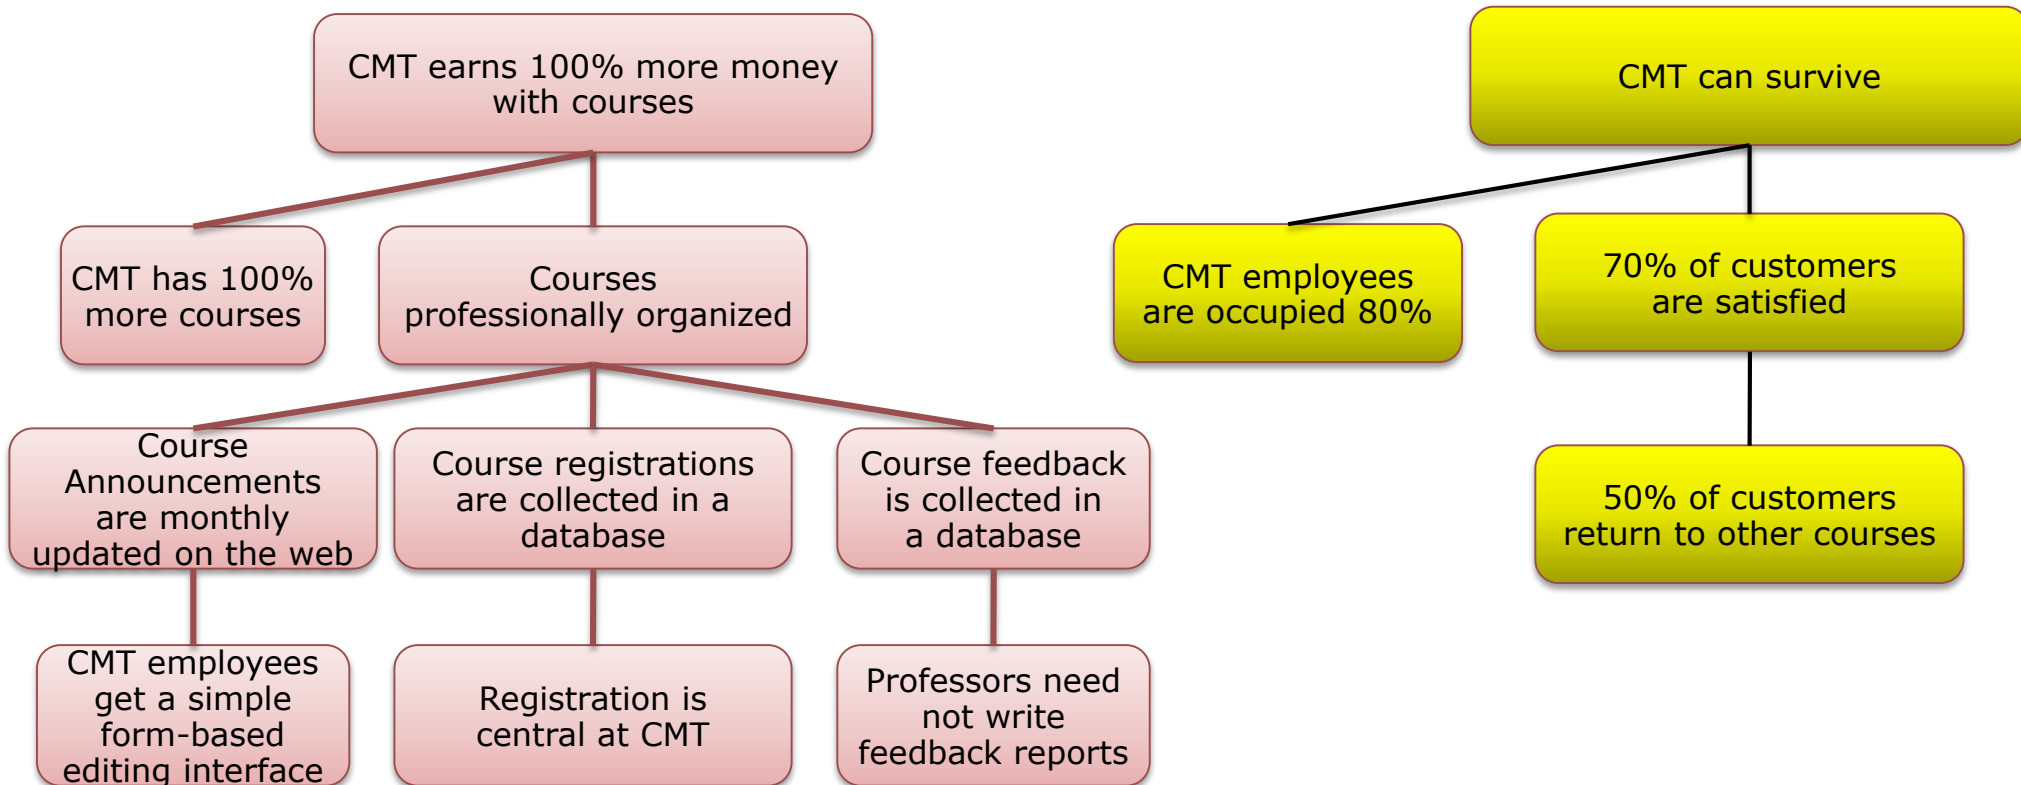 CMT earns 100% more money
with courses
CMT can survive
CMT has 100%
more courses
Courses
professionally organized
CMT employees
are occupied 80%
70% of customers
are satisfied
Course
Announcements
are monthly
updated on the web
Course registrations
are collected in a
database
Course feedback
is collected in
a database
50% of customers
return to other courses
CMT employees
get a simple
form-based
editing interface
Registration is
central at CMT
Professors need
not write
feedback reports